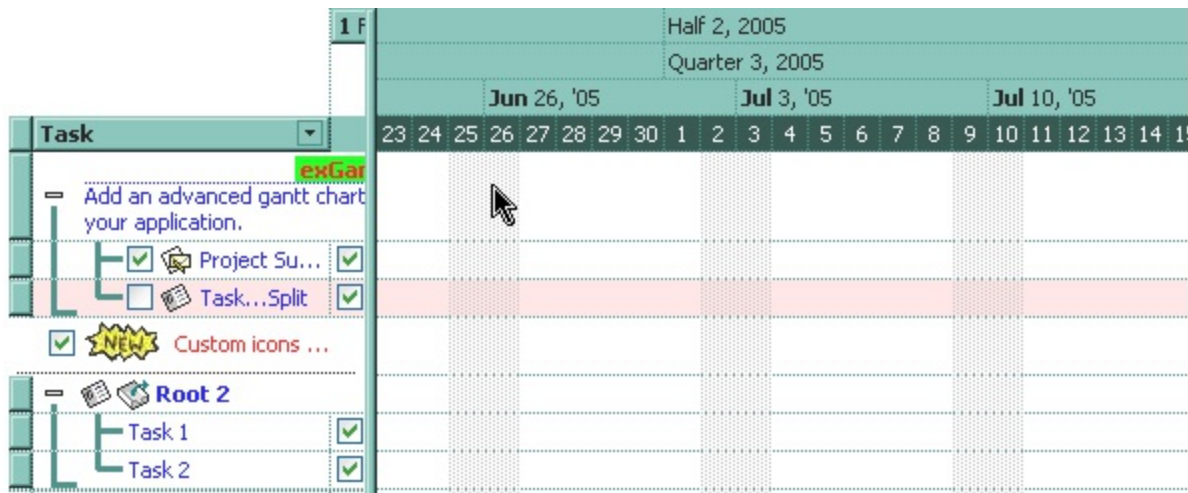 1 F
Half 2, 2005
Quarter 3, 2005
Jun 26, '05 Jul 3, '05 Jul 10, '05
Task 23 24 25 26 27 28 29 30 1 2 3 4 5 6 7 8 9 10 11 12 13 14 15
exGan
Add an advanced gantt chart
your application.
Project Su...
Task...Split
NEW Custom icons ...
Root 2
Task 1
Task 2